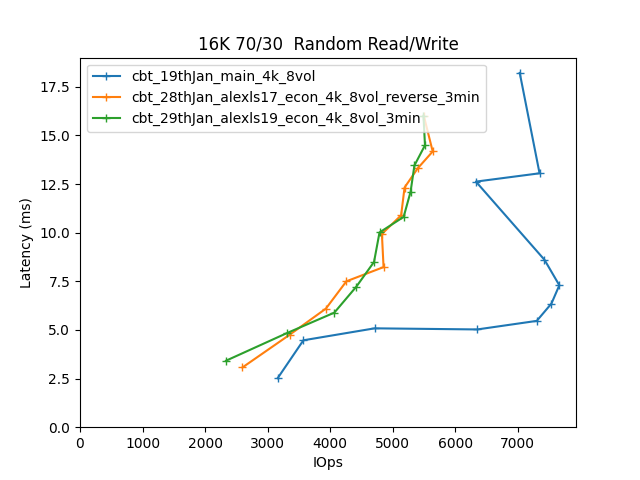 16K 70/30  Random Read/Write
cbt_19thJan_main_4k_8vol
cbt_28thJan_alexls17_econ_4k_8vol_reverse_3min
cbt_29thJan_alexls19_econ_4k_8vol_3min
Latency (ms)
17.5
15.0
12.5
10.0
7.5
5.0
2.5
0.0
0 1000 2000 3000 4000 5000 6000 7000
IOps